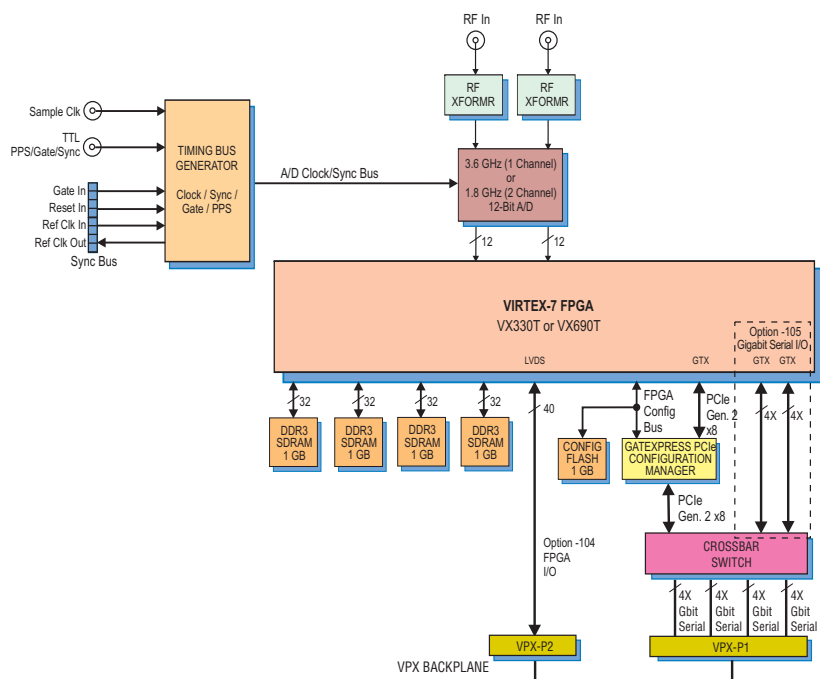 RF In
RF In
RF
XFORMR
RF
XFORMR
Sample Clk
TTL
PPS/Gate/Sync
Gate In
Reset In
Ref Clk In
Ref Clk Out
Sync Bus
TIMING BUS
GENERATOR
Clock / Sync /
Gate / PPS
A/D Clock/Sync Bus
3.6 GHz (1 Channel)
or
1.8 GHz (2 Channel)
12-Bit A/D
12
12
VIRTEX-7 FPGA
VX330T or VX690T
LVDS
GTX
Option -105
Gigabit Serial I/O
GTX
GTX
32
32
32
32
40
FPGA
Config
Bus
PCIe
Gen. 2
x8
4X
4X
DDR3
SDRAM
1 GB
DDR3
SDRAM
1 GB
DDR3
SDRAM
1 GB
DDR3
SDRAM
1 GB
CONFIG
FLASH
1 GB
GATEXPRESS PCIe
CONFIGURATION
MANAGER
PCIe
Gen. 2 x8
Option -104
FPGA
I/O
CROSSBAR
SWITCH
4X
Gbit
Serial
4X
Gbit
Serial
4X
Gbit
Serial
4X
Gbit
Serial
VPX-P2
VPX-P1
VPX BACKPLANE